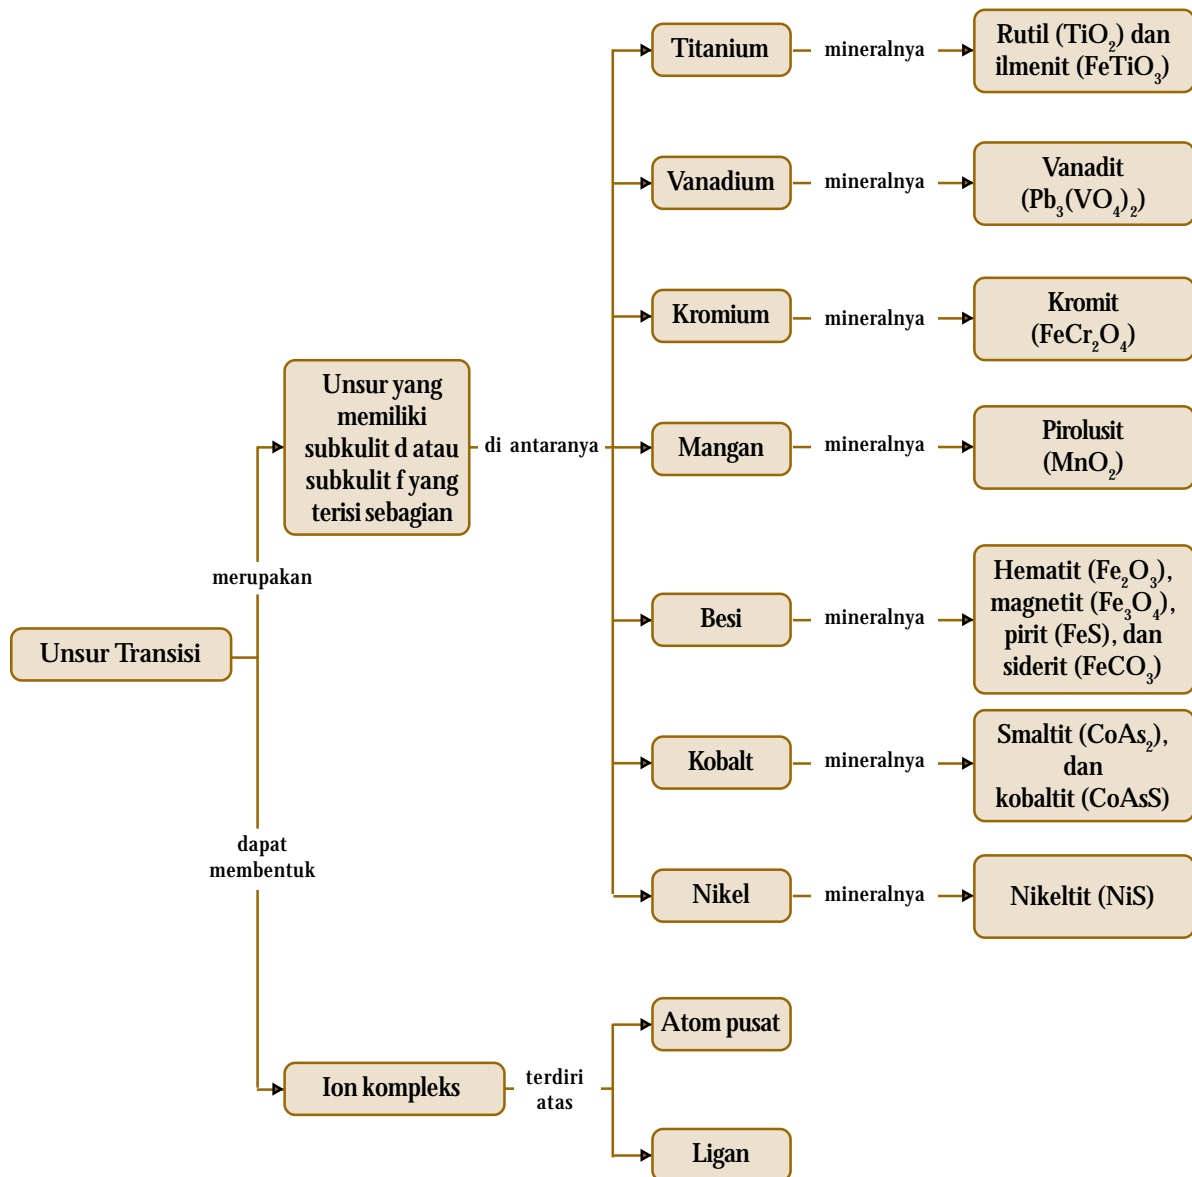 Titanium mineralnya Rutil (TiO₂) dan
ilmenit (FeTiO₃)
Vanadium mineralnya Vanadit
(Pb₃(VO₄)₂)
Kromium mineralnya Kromit
(FeCr₂O₄)
Unsur yang
memiliki
subkulit d atau
subkulit f yang
terisi sebagian
di antaranya
Mangan mineralnya Pirolusit
(MnO₂)
merupakan
Besi mineralnya Hematit (Fe₂O₃),
magnetit (Fe₃O₄),
pirit (FeS), dan
siderit (FeCO₃)
Unsur Transisi
Kobalt mineralnya Smaltit (CoAs₂),
dan
kobaltit (CoAsS)
dapat
membentuk
Nikel mineralnya Nikeltit (NiS)
Atom pusat
Ion kompleks
terdiri
atas
Ligan